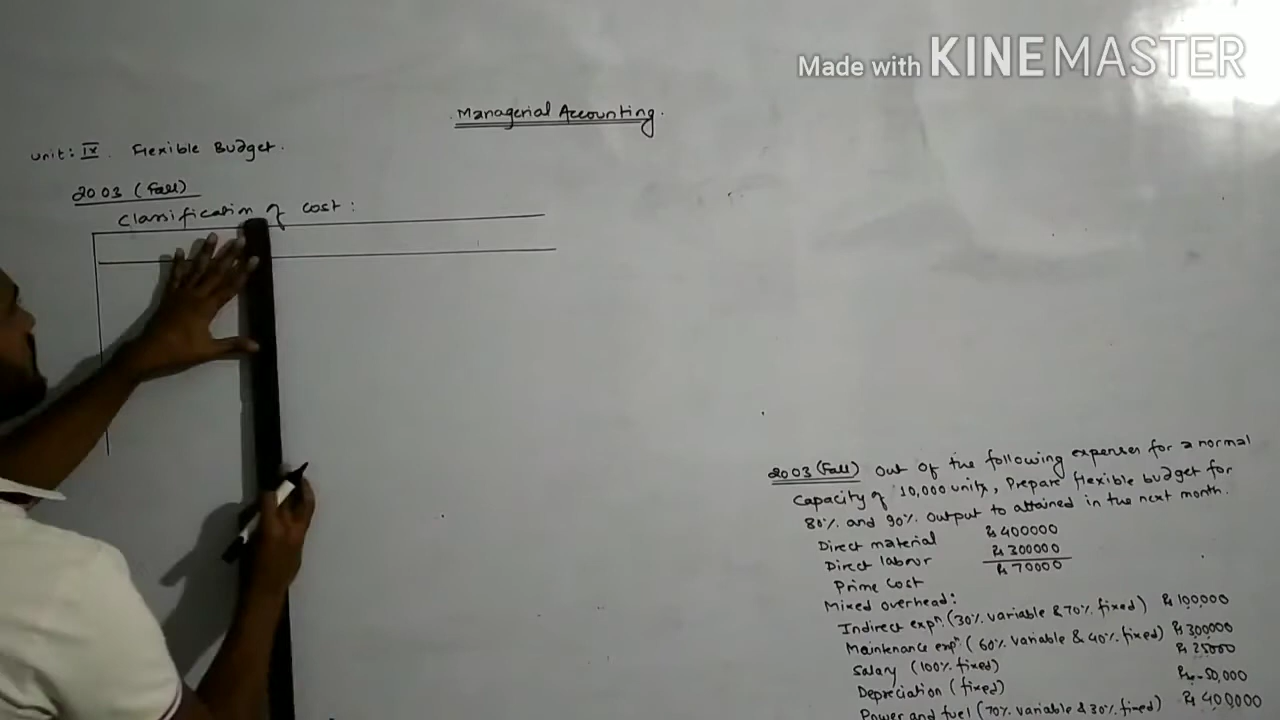 Made with KINEMASTER
Managerial Accounting.
Unit: IV. Flexible Budget.
2003 (Fall)
Classification of cost:
2003 (Fall) Out of the following expenses for a normal
capacity of 10,000 units, Prepare flexible budget for
80% and 90% output to attained in the next month.
Direct material Rs 400000
Direct labour Rs 300000
Prime cost Rs 70000
Mixed overhead:
Indirect expn (30% variable & 70% fixed) Rs 100,000
Maintenance expn (60% variable & 40% fixed) Rs 300000
Salary (100% fixed) Rs 25000
Depreciation (fixed) Rs 50,000
Power and fuel (70% variable & 30% fixed) Rs 400000